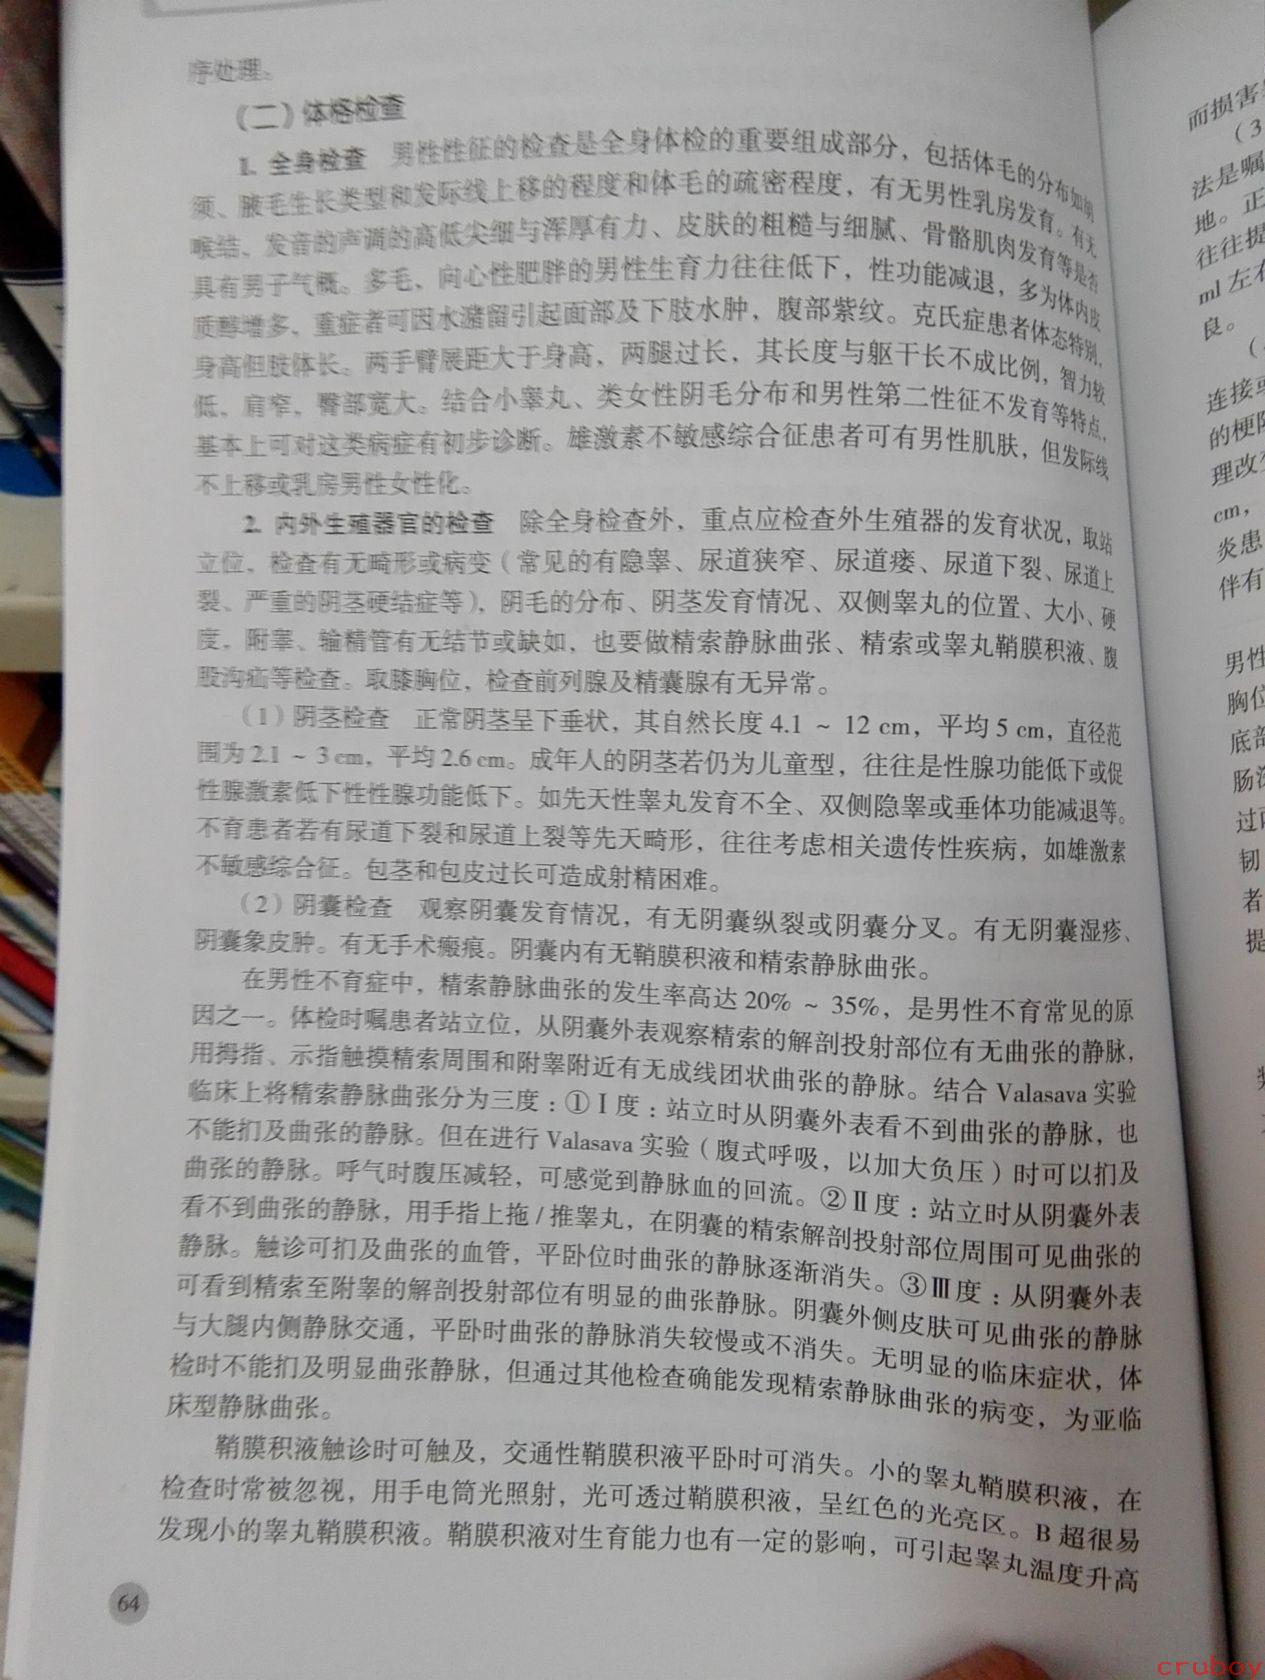 序处理。
（二）体格检查
1. 全身检查　男性性征的检查是全身体检的重要组成部分，包括体毛的分布如胡
须、腋毛生长类型和发际线上移的程度和体毛的疏密程度，有无男性乳房发育。有无
喉结，发音的声调的高低尖细与浑厚有力、皮肤的粗糙与细腻、骨骼肌肉发育等是否
具有男子气概。多毛，向心性肥胖的男性生育力往往低下，性功能减退，多为体内皮
质醇增多，重症者可因水潴留引起面部及下肢水肿，腹部紫纹。克氏症患者体态特别，
身高但肢体长。两手臂展距大于身高，两腿过长，其长度与躯干长不成比例，智力较
低，肩窄，臀部宽大。结合小睾丸、类女性阴毛分布和男性第二性征不发育等特点，
基本上可对这类病症有初步诊断。雄激素不敏感综合征患者可有男性肌肤，但发际线
不上移或乳房男性女性化。
2. 内外生殖器官的检查　除全身检查外，重点应检查外生殖器的发育状况，取站
立位，检查有无畸形或病变（常见的有隐睾、尿道狭窄、尿道瘘、尿道下裂、尿道上
裂、严重的阴茎硬结症等），阴毛的分布、阴茎发育情况、双侧睾丸的位置、大小、硬
度，附睾、输精管有无结节或缺如，也要做精索静脉曲张、精索或睾丸鞘膜积液、腹
股沟疝等检查。取膝胸位，检查前列腺及精囊腺有无异常。
（1）阴茎检查　正常阴茎呈下垂状，其自然长度 4.1 ~ 12 cm，平均 5 cm，直径范
围为 2.1 ~ 3 cm，平均 2.6 cm。成年人的阴茎若仍为儿童型，往往是性腺功能低下或促
性腺激素低下性性腺功能低下。如先天性睾丸发育不全、双侧隐睾或垂体功能减退等。
不育患者若有尿道下裂和尿道上裂等先天畸形，往往考虑相关遗传性疾病，如雄激素
不敏感综合征。包茎和包皮过长可造成射精困难。
（2）阴囊检查　观察阴囊发育情况，有无阴囊纵裂或阴囊分叉。有无阴囊湿疹、
阴囊象皮肿。有无手术瘢痕。阴囊内有无鞘膜积液和精索静脉曲张。
在男性不育症中，精索静脉曲张的发生率高达 20% ~ 35%，是男性不育常见的原
因之一。体检时嘱患者站立位，从阴囊外表观察精索的解剖投射部位有无曲张的静脉，
用拇指、示指触摸精索周围和附睾附近有无成线团状曲张的静脉。结合 Valasava 实验
临床上将精索静脉曲张分为三度：①Ⅰ度：站立时从阴囊外表看不到曲张的静脉，也
不能扪及曲张的静脉。但在进行 Valasava 实验（腹式呼吸，以加大负压）时可以扪及
曲张的静脉。呼气时腹压减轻，可感觉到静脉血的回流。②Ⅱ度：站立时从阴囊外表
看不到曲张的静脉，用手指上拖 / 推睾丸，在阴囊的精索解剖投射部位周围可见曲张的
静脉。触诊可扪及曲张的血管，平卧位时曲张的静脉逐渐消失。③Ⅲ度：从阴囊外表
可看到精索至附睾的解剖投射部位有明显的曲张静脉。阴囊外侧皮肤可见曲张的静脉
与大腿内侧静脉交通，平卧时曲张的静脉消失较慢或不消失。无明显的临床症状，体
检时不能扪及明显曲张静脉，但通过其他检查确能发现精索静脉曲张的病变，为亚临
床型静脉曲张。
鞘膜积液触诊时可触及，交通性鞘膜积液平卧时可消失。小的睾丸鞘膜积液，在
检查时常被忽视，用手电筒光照射，光可透过鞘膜积液，呈红色的光亮区。B 超很易
发现小的睾丸鞘膜积液。鞘膜积液对生育能力也有一定的影响，可引起睾丸温度升高
64
而损害
（3
法是嘱
地。正
往往提
ml 左右
良。
（
连接或
的梗阻
理改变
cm，
炎患
伴有
男性
胸位
底部
肠
过
韧
者
提
cruboy